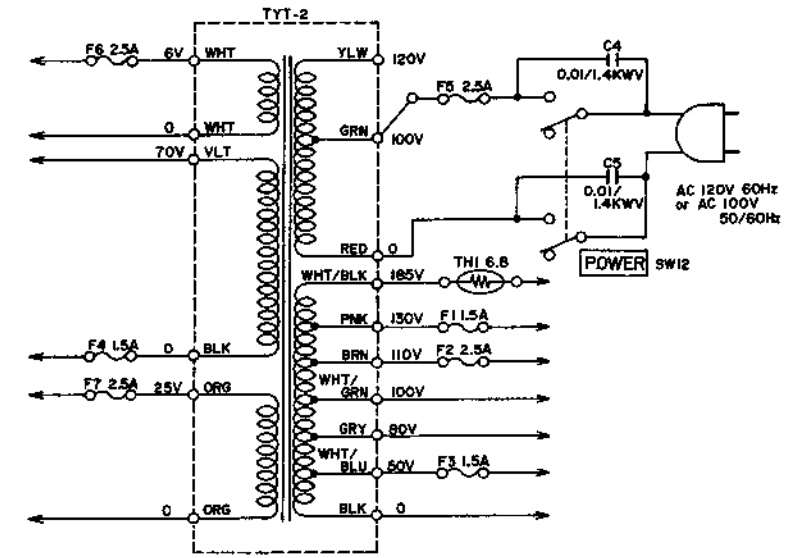 TYT-2
F6 2.5A 6V WHT YLW 120V
C4
0.01/1.4KWV
F5 2.5A
0 WHT GRN 100V
70V VLT
C5
0.01/
1.4KWV
AC 120V 60Hz
or AC 100V
50/60Hz
RED 0
POWER SW12
WHT/BLK 185V TH1 6.8
PNK 130V F1 1.5A
F4 1.5A 0 BLK BRN 110V F2 2.5A
F7 2.5A 25V ORG WHT/
GRN 100V
GRY 80V
WHT/
BLU 50V F3 1.5A
0 ORG BLK 0